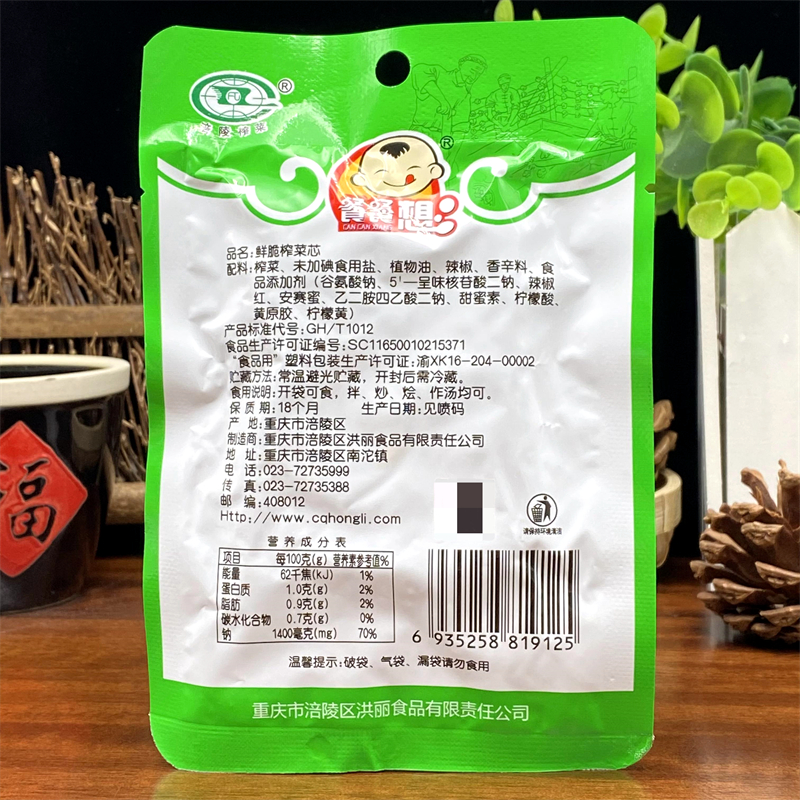 FU
®
涪陵榨菜
®
餐餐想
CAN CAN XIANG
品名:鲜脆榨菜芯
配料:榨菜、未加碘食用盐、植物油、辣椒、香辛料、食
品添加剂（谷氨酸钠、5'—呈味核苷酸二钠、辣椒
红、安赛蜜、乙二胺四乙酸二钠、甜蜜素、柠檬酸、
黄原胶、柠檬黄）
产品标准代号:GH/T1012
食品生产许可证编号:SC11650010215371
"食品用"塑料包装生产许可证:渝XK16-204-00002
贮藏方法:常温避光贮藏，开封后需冷藏。
食用说明:开袋可食，拌、炒、烩、作汤均可。
保质期:18个月 生产日期:见喷码
产 地:重庆市涪陵区
制造商:重庆市涪陵区洪丽食品有限责任公司
地 址:重庆市涪陵区南沱镇
电 话:023-72735999
传 真:023-72735388
邮 编:408012
Http://www.cqhongli.com
请保持环境清洁
营养成分表
项目 每100克(g) 营养素参考值%
能量 62千焦(kJ) 1%
蛋白质 1.0克(g) 2%
脂肪 0.9克(g) 2%
碳水化合物 0.7克(g) 0%
钠 1400毫克(mg) 70%
6 935258 819125
温馨提示:破袋、气袋、漏袋请勿食用
重庆市涪陵区洪丽食品有限责任公司
福